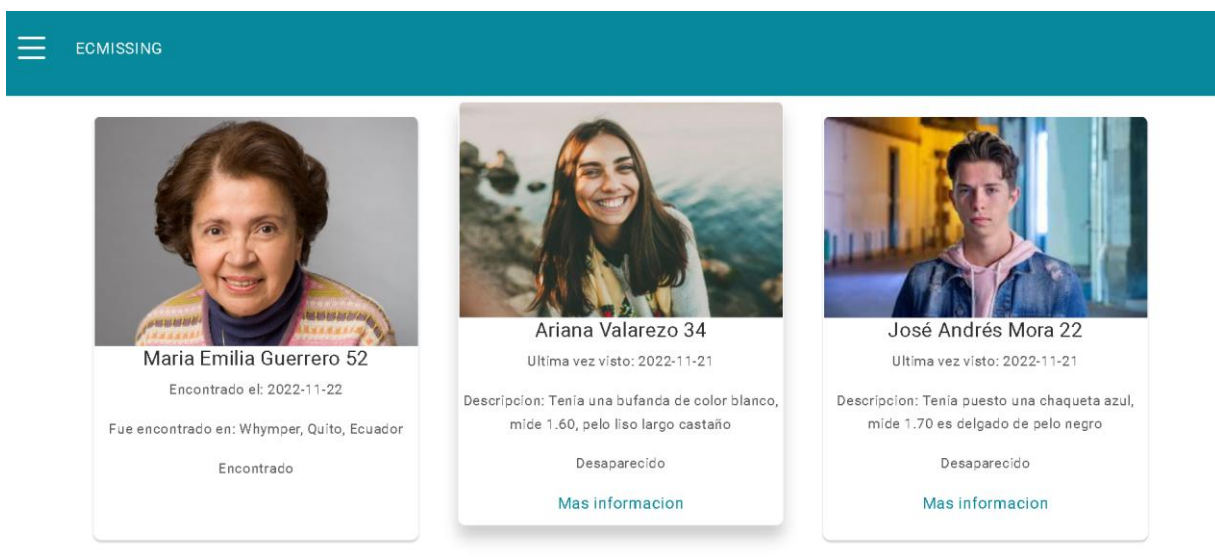 ECMISSING
Maria Emilia Guerrero 52
Encontrado el: 2022-11-22
Fue encontrado en: Whymper, Quito, Ecuador
Encontrado
Ariana Valarezo 34
Ultima vez visto: 2022-11-21
Descripcion: Tenia una bufanda de color blanco,
mide 1.60, pelo liso largo castaño
Desaparecido
Mas informacion
José Andrés Mora 22
Ultima vez visto: 2022-11-21
Descripcion: Tenia puesto una chaqueta azul,
mide 1.70 es delgado de pelo negro
Desaparecido
Mas informacion